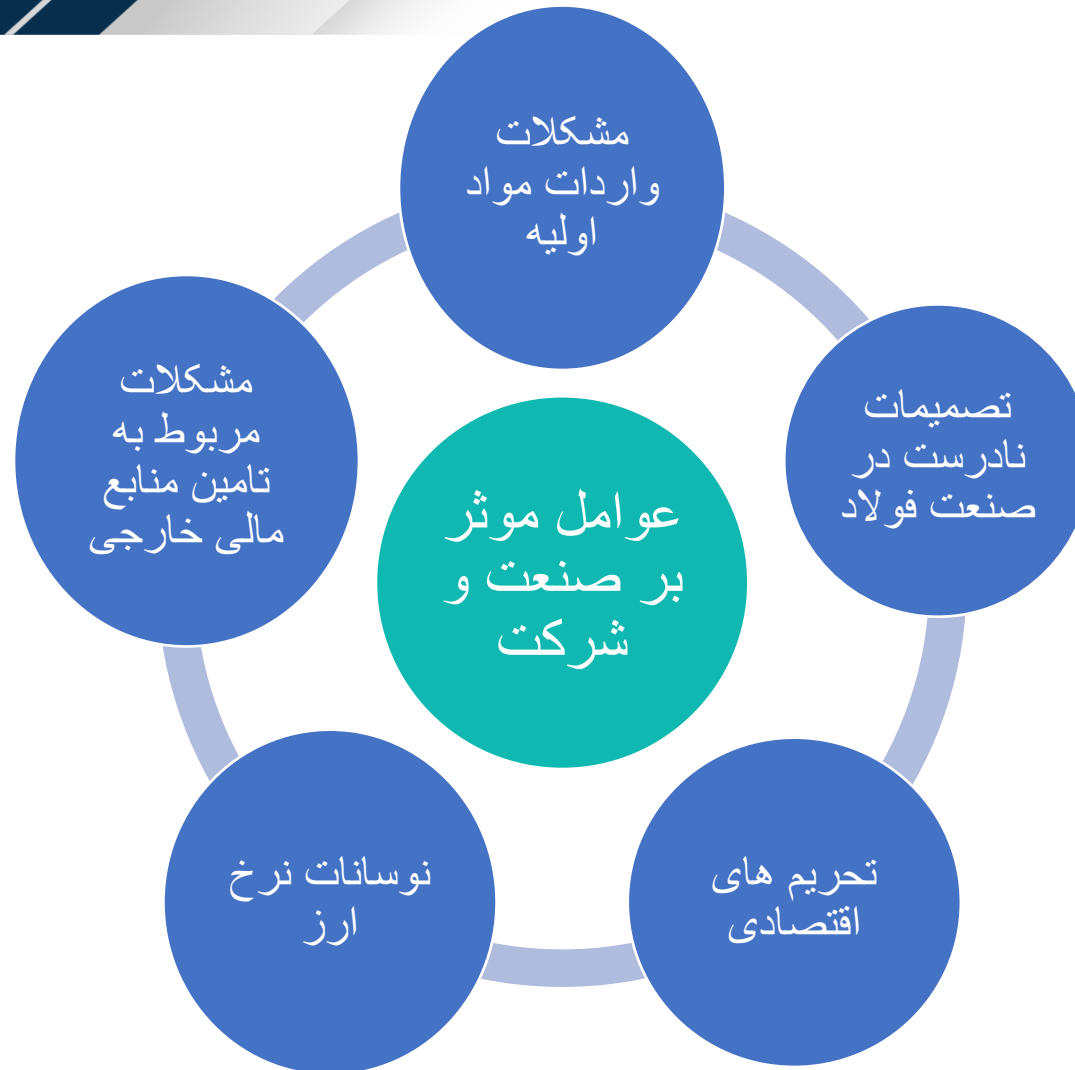 مشکلات
واردات مواد
اولیه
تصمیمات
نادرست در
صنعت فولاد
تحریم های
اقتصادی
نوسانات نرخ
ارز
مشکلات
مربوط به
تامین منابع
مالی خارجی
عوامل موثر
بر صنعت و
شرکت